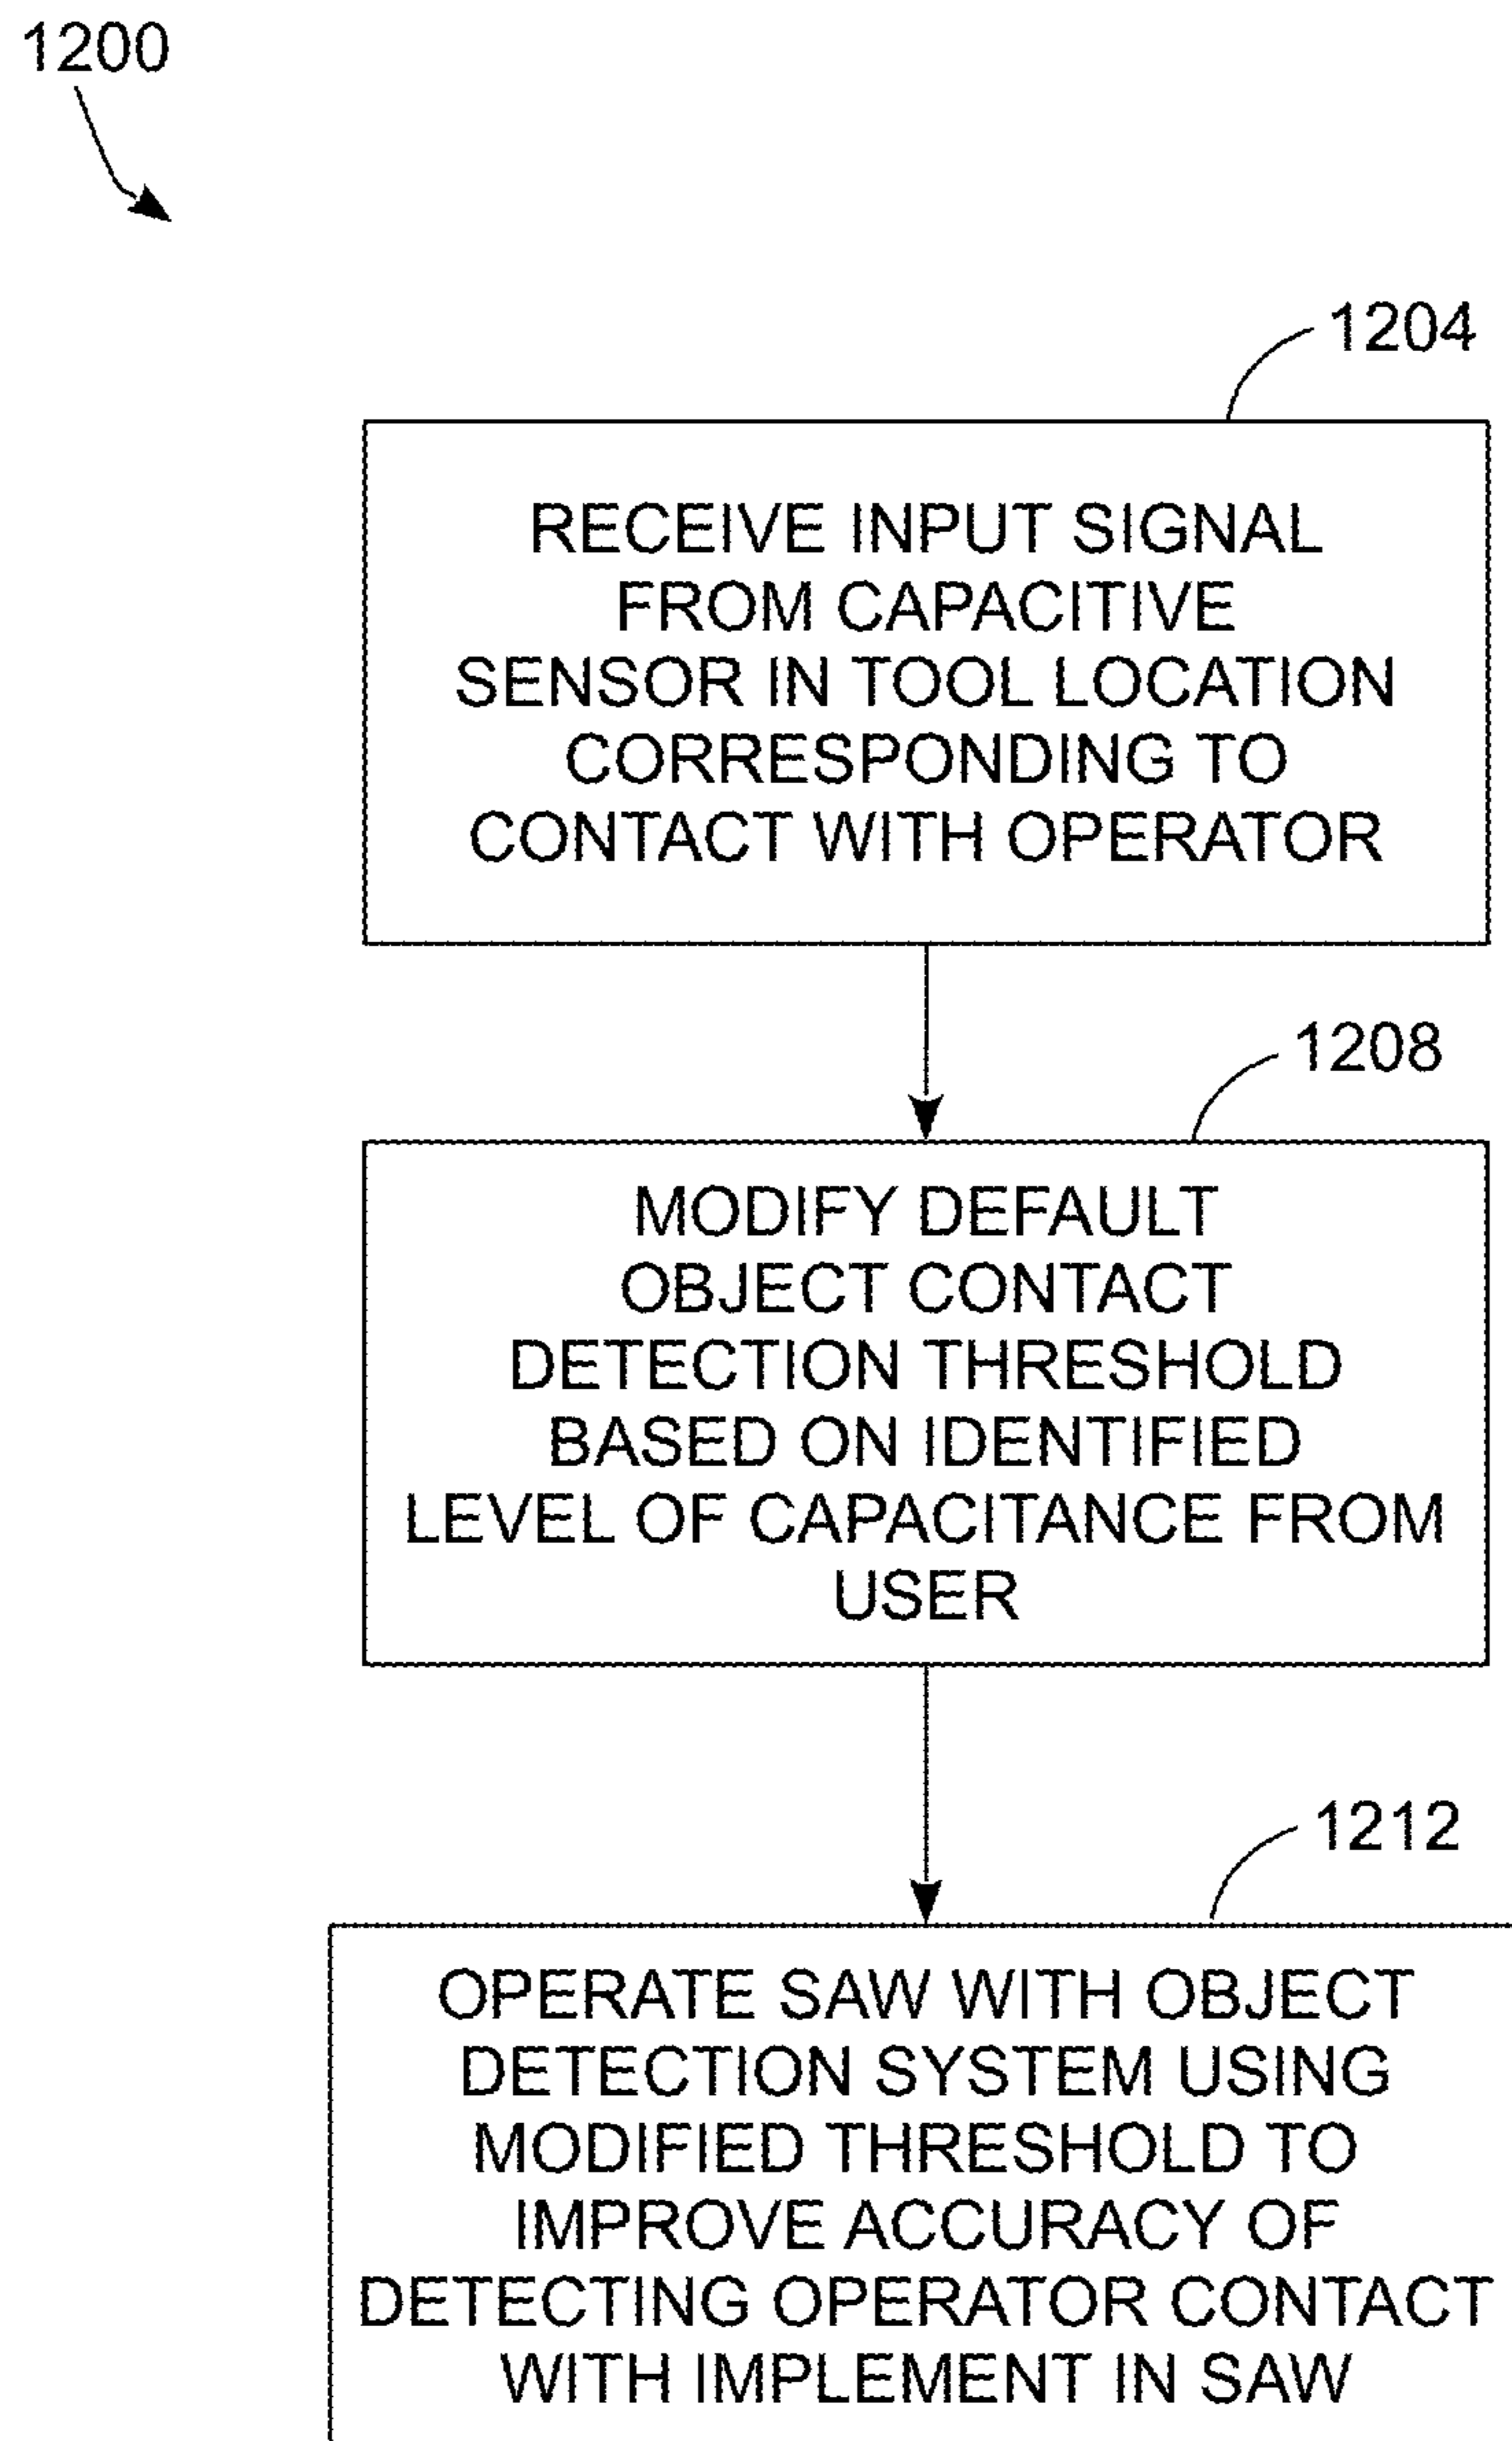 1200
1204
RECEIVE INPUT SIGNAL
FROM CAPACITIVE
SENSOR IN TOOL LOCATION
CORRESPONDING TO
CONTACT WITH OPERATOR
1208
MODIFY DEFAULT
OBJECT CONTACT
DETECTION THRESHOLD
BASED ON IDENTIFIED
LEVEL OF CAPACITANCE FROM
USER
1212
OPERATE SAW WITH OBJECT
DETECTION SYSTEM USING
MODIFIED THRESHOLD TO
IMPROVE ACCURACY OF
DETECTING OPERATOR CONTACT
WITH IMPLEMENT IN SAW